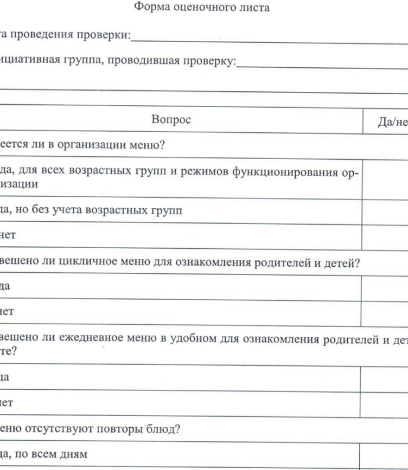 Форма оценочного листа
та проведения проверки:
ициативная группа, проводившая проверку:
Вопрос Да/не
еется ли в организации меню?
да, для всех возрастных групп и режимов функционирования ор-
низации
да, но без учета возрастных групп
нет
вешено ли цикличное меню для ознакомления родителей и детей?
да
нет
вешено ли ежедневное меню в удобном для ознакомления родителей и дет
те?
да
нет
еню отсутствуют повторы блюд?
да, по всем дням